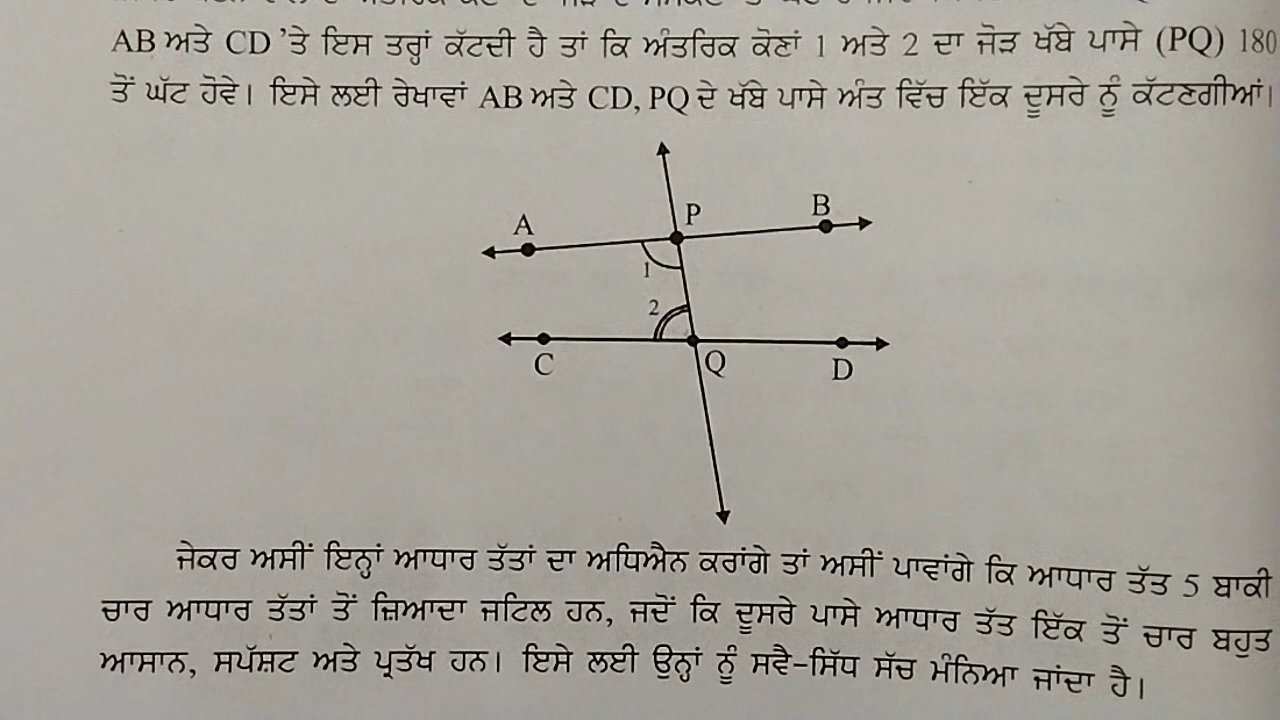 AB ਅਤੇ CD 'ਤੇ ਇਸ ਤਰ੍ਹਾਂ ਕੱਟਦੀ ਹੈ ਤਾਂ ਕਿ ਅੰਤਰਿਕ ਕੋਣਾਂ 1 ਅਤੇ 2 ਦਾ ਜੋੜ ਖੱਬੇ ਪਾਸੇ (PQ) 180
ਤੋਂ ਘੱਟ ਹੋਵੇ। ਇਸੇ ਲਈ ਰੇਖਾਵਾਂ AB ਅਤੇ CD, PQ ਦੇ ਖੱਬੇ ਪਾਸੇ ਅੰਤ ਵਿੱਚ ਇੱਕ ਦੂਸਰੇ ਨੂੰ ਕੱਟਣਗੀਆਂ।
A
P
B
1
2
C
Q
D
ਜੇਕਰ ਅਸੀਂ ਇਨ੍ਹਾਂ ਆਧਾਰ ਤੱਤਾਂ ਦਾ ਅਧਿਐਨ ਕਰਾਂਗੇ ਤਾਂ ਅਸੀਂ ਪਾਵਾਂਗੇ ਕਿ ਆਧਾਰ ਤੱਤ 5 ਬਾਕੀ
ਚਾਰ ਆਧਾਰ ਤੱਤਾਂ ਤੋਂ ਜ਼ਿਆਦਾ ਜਟਿਲ ਹਨ, ਜਦੋਂ ਕਿ ਦੂਸਰੇ ਪਾਸੇ ਆਧਾਰ ਤੱਤ ਇੱਕ ਤੋਂ ਚਾਰ ਬਹੁਤ
ਆਸਾਨ, ਸਪੱਸ਼ਟ ਅਤੇ ਪ੍ਰਤੱਖ ਹਨ। ਇਸੇ ਲਈ ਉਨ੍ਹਾਂ ਨੂੰ ਸਵੈ-ਸਿੱਧ ਸੱਚ ਮੰਨਿਆ ਜਾਂਦਾ ਹੈ।